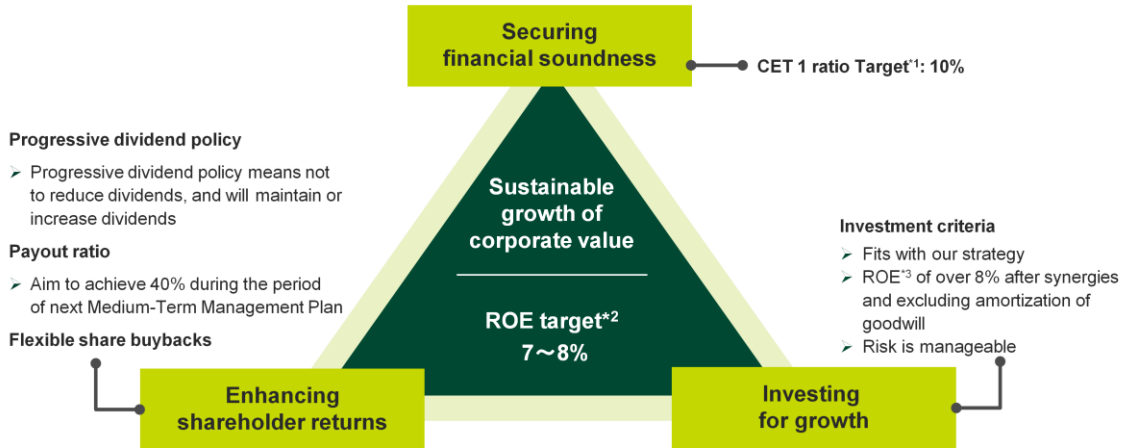 Securing
financial soundness
CET 1 ratio Target*1: 10%
Progressive dividend policy
➢ Progressive dividend policy means not
to reduce dividends, and will maintain or
increase dividends
Payout ratio
➢ Aim to achieve 40% during the period
of next Medium-Term Management Plan
Flexible share buybacks
Sustainable
growth of
corporate value
ROE target*2
7～8%
Investment criteria
➢ Fits with our strategy
➢ ROE*3 of over 8% after synergies
and excluding amortization of
goodwill
➢ Risk is manageable
Enhancing
shareholder returns
Investing
for growth